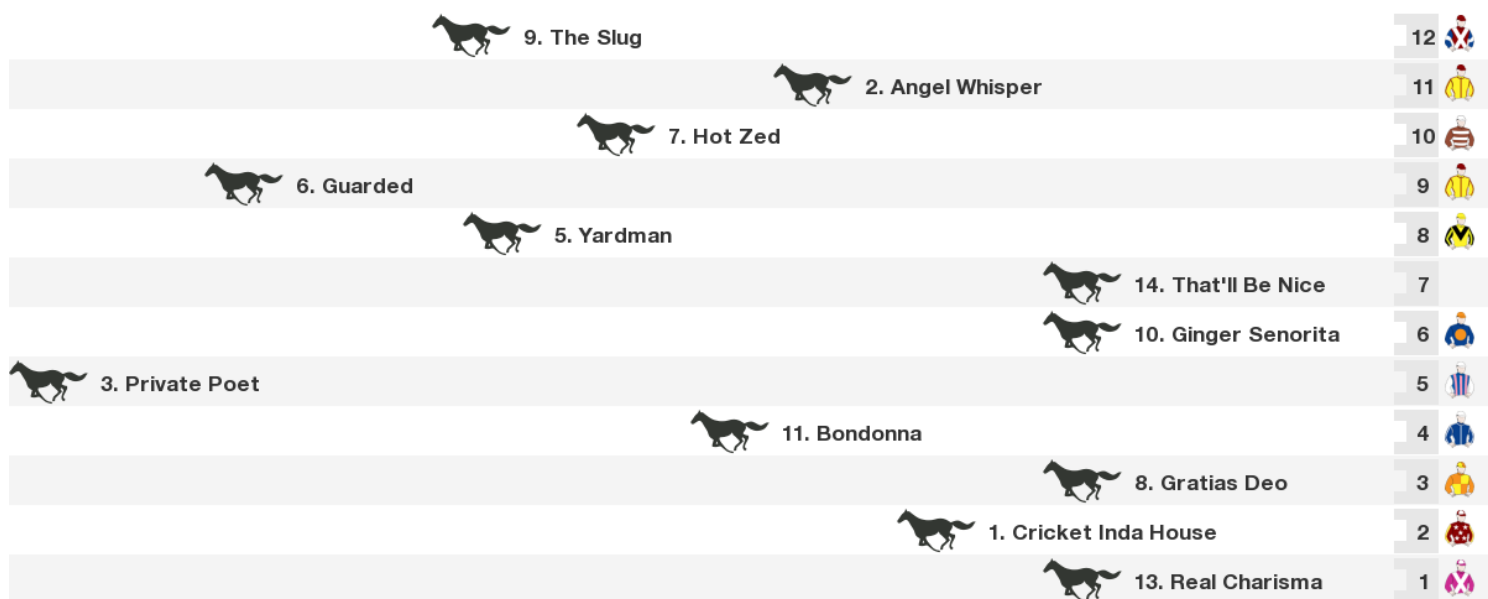 9. The Slug 12
2. Angel Whisper 11
7. Hot Zed 10
6. Guarded 9
5. Yardman 8
14. That'll Be Nice 7
10. Ginger Senorita 6
3. Private Poet 5
11. Bondonna 4
8. Gratias Deo 3
1. Cricket Inda House 2
13. Real Charisma 1